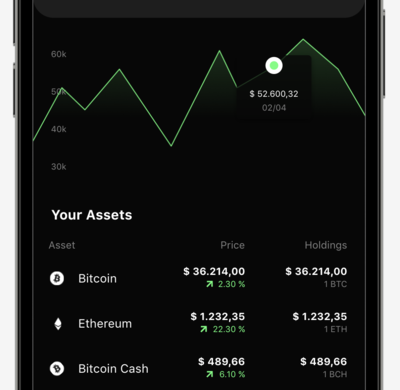 60k
50k
40k
30k
$ 52.600,32
02/04
Your Assets
Asset Price Holdings
Bitcoin $ 36.214,00 $ 36.214,00
2.30 % 1 BTC
Ethereum $ 1.232,35 $ 1.232,35
22.30 % 1 ETH
Bitcoin Cash $ 489,66 $ 489,66
6.10 % 1 BCH